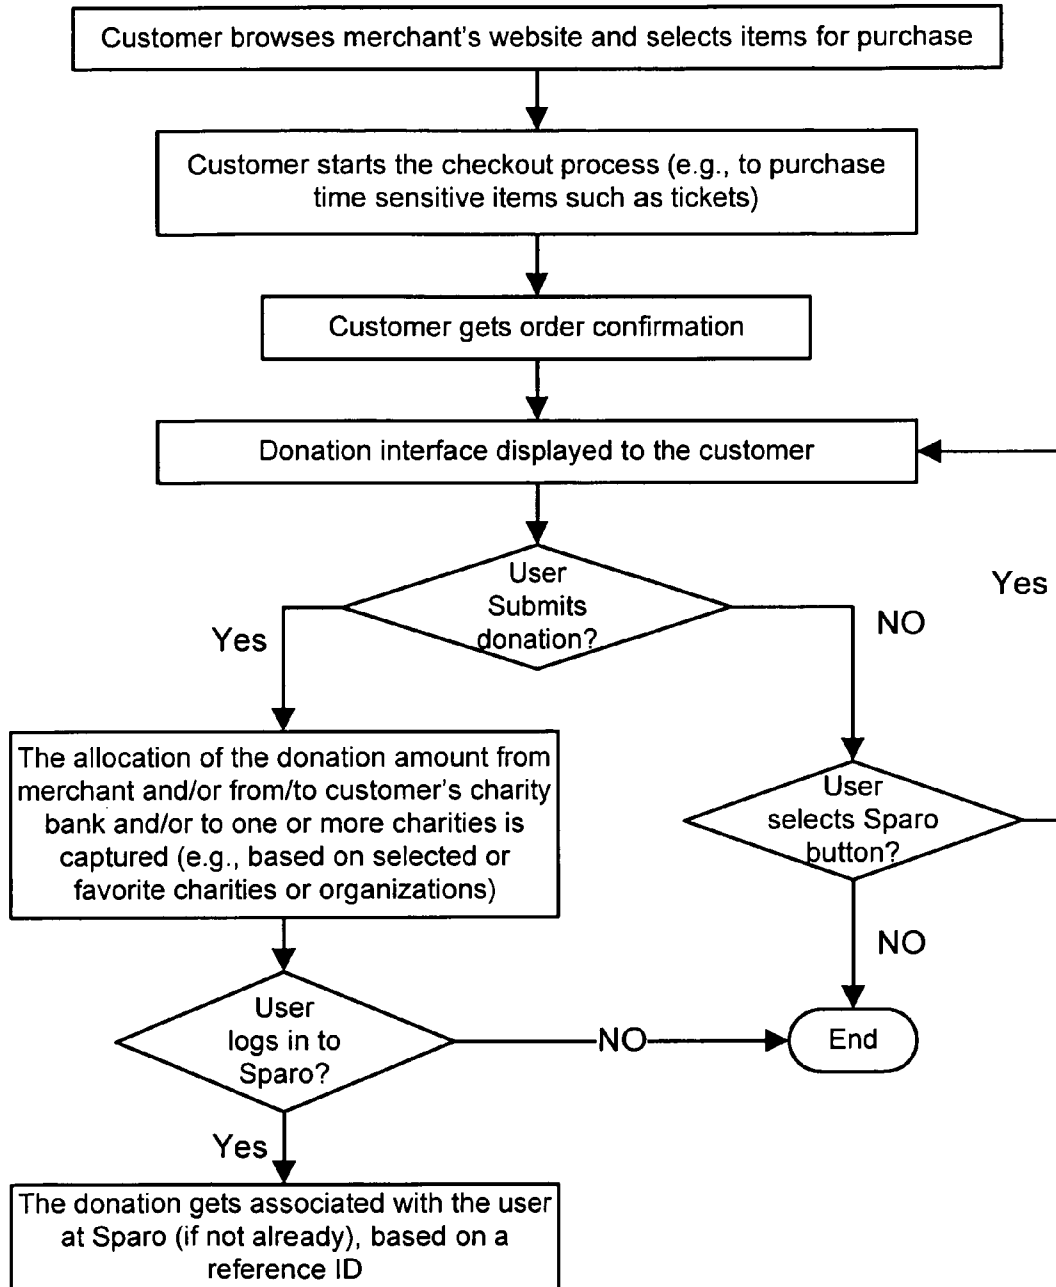 Customer browses merchant's website and selects items for purchase
Customer starts the checkout process (e.g., to purchase
time sensitive items such as tickets)
Customer gets order confirmation
Donation interface displayed to the customer
User
Submits
donation?
Yes
NO
Yes
The allocation of the donation amount from
merchant and/or from/to customer's charity
bank and/or to one or more charities is
captured (e.g., based on selected or
favorite charities or organizations)
User
selects Sparo
button?
NO
User
logs in to
Sparo?
NO
End
Yes
The donation gets associated with the user
at Sparo (if not already), based on a
reference ID